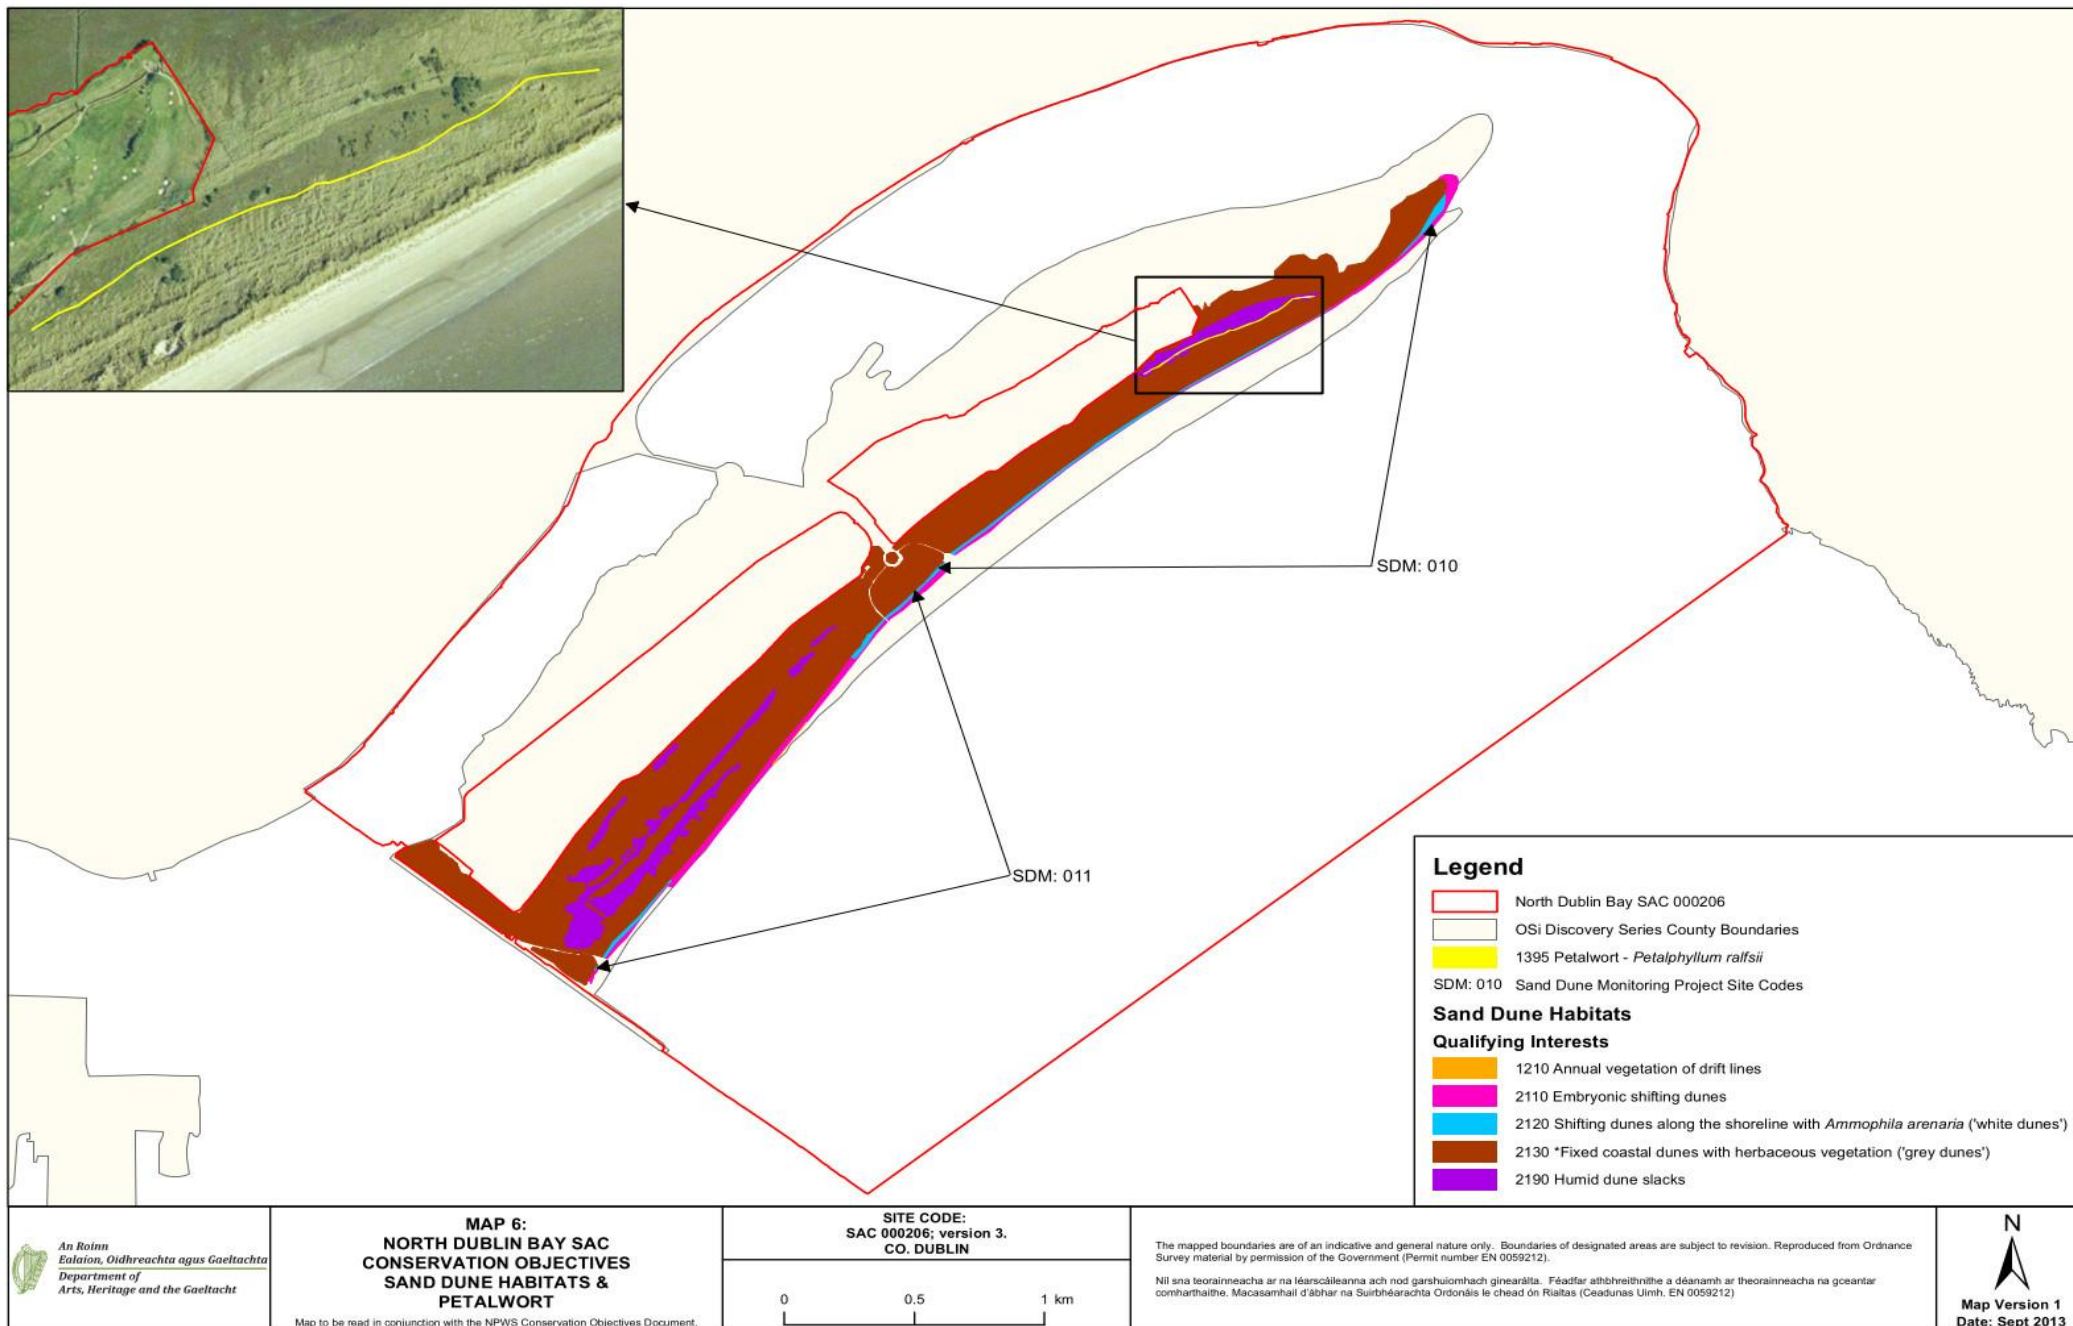 SDM: 010
SDM: 011
Legend
North Dublin Bay SAC 000206
OSi Discovery Series County Boundaries
1395 Petalwort - Petalphyllum ralfsii
SDM: 010 Sand Dune Monitoring Project Site Codes
Sand Dune Habitats
Qualifying Interests
1210 Annual vegetation of drift lines
2110 Embryonic shifting dunes
2120 Shifting dunes along the shoreline with Ammophila arenaria ('white dunes')
2130 *Fixed coastal dunes with herbaceous vegetation ('grey dunes')
2190 Humid dune slacks
An Roinn
Ealaíon, Oidhreachta agus Gaeltachta
Department of
Arts, Heritage and the Gaeltacht
MAP 6:
NORTH DUBLIN BAY SAC
CONSERVATION OBJECTIVES
SAND DUNE HABITATS &
PETALWORT
Map to be read in conjunction with the NPWS Conservation Objectives Document.
SITE CODE:
SAC 000206; version 3.
CO. DUBLIN
0 0.5 1 km
The mapped boundaries are of an indicative and general nature only. Boundaries of designated areas are subject to revision. Reproduced from Ordnance
Survey material by permission of the Government (Permit number EN 0059212).
Níl sna teorainneacha ar na léarscáileanna ach nod garshuiomhach ginearálta. Féadfar athbhreithnithe a déanamh ar theorainneacha na gceantar
comharthaithe. Macasamhail d'ábhar na Suirbhéarachta Ordonáis le chead ón Rialtas (Ceadunas Uimh. EN 0059212)
N
Map Version 1
Date: Sept 2013